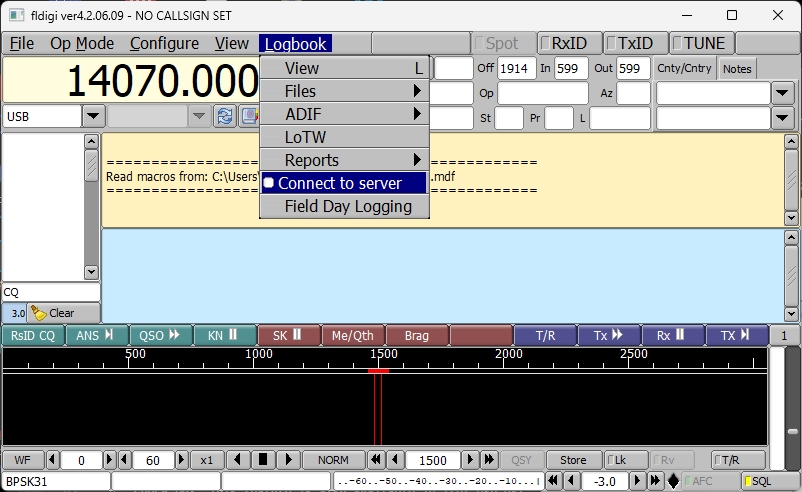 fldigi ver4.2.06.09 - NO CALLSIGN SET
File Op Mode Configure View Logbook Spot RxID TxID TUNE
14070.000
View L
Files
ADIF
LoTW
Reports
Connect to server
Field Day Logging
Off 1914 In 599 Out 599 Cnty/Cntry Notes
Op Az
USB
St Pr L
=========================================
Read macros from: C:\Users\ .mdf
=========================================
CQ
3.0 Clear
RsID CQ ANS QSO KN SK Me/Qth Brag T/R Tx Rx TX 1
500 1000 1500 2000 2500
WF 0 60 x1 NORM 1500 QSY Store Lk Rv T/R
BPSK31 ..-60..-50..-40..-30..-20..-10...| -3.0 AFC SQL